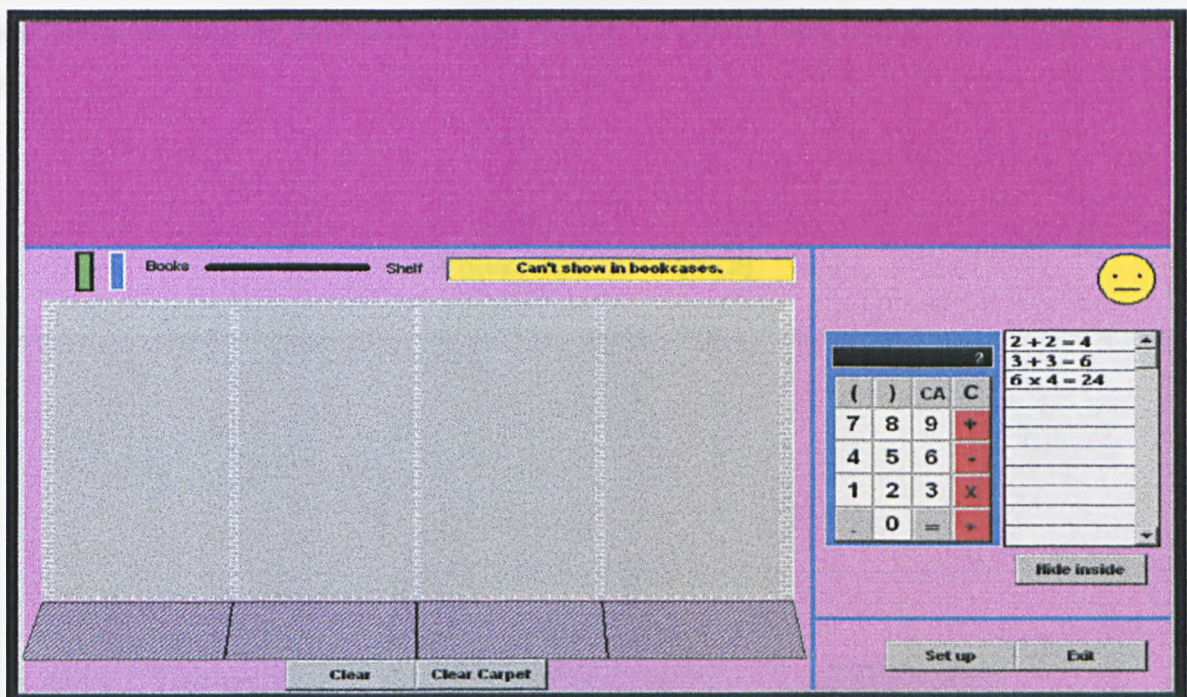 Books
Shelf
Can't show in bookcases.
?
2 + 2 = 4
3 + 3 = 6
6 x 4 = 24
( ) CA C
7 8 9 +
4 5 6 -
1 2 3 x
. 0 = ÷
Hide inside
Set up
Exit
Clear
Clear Carpet